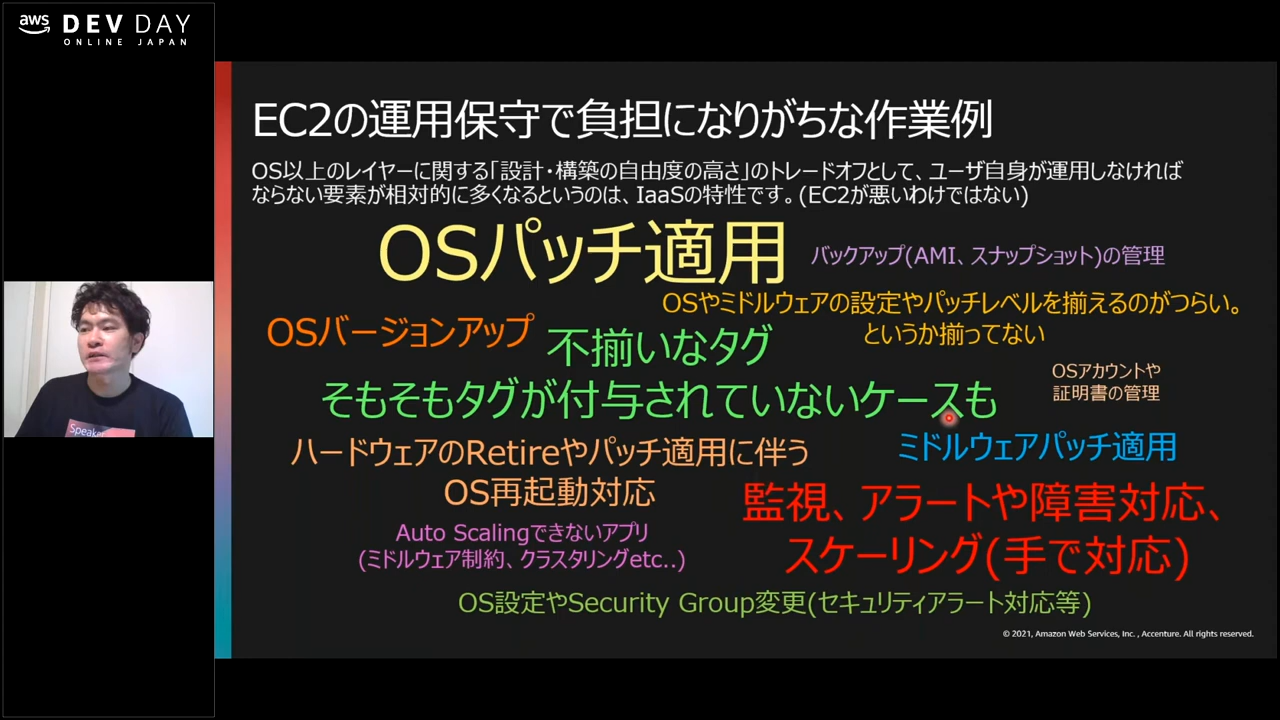 aws DEV DAY
ONLINE JAPAN
EC2の運用保守で負担になりがちな作業例
OS以上のレイヤーに関する「設計・構築の自由度の高さ」のトレードオフとして、ユーザ自身が運用しなければ
ならない要素が相対的に多くなるというのは、IaaSの特性です。(EC2が悪いわけではない)
OSパッチ適用
バックアップ(AMI、スナップショット)の管理
OSやミドルウェアの設定やパッチレベルを揃えるのがつらい。
というか揃ってない
OSバージョンアップ
不揃いなタグ
そもそもタグが付与されていないケースも
OSアカウントや
証明書の管理
ハードウェアのRetireやパッチ適用に伴う
OS再起動対応
ミドルウェアパッチ適用
監視、アラートや障害対応、
スケーリング(手で対応)
Auto Scalingできないアプリ
(ミドルウェア制約、クラスタリングetc..)
OS設定やSecurity Group変更(セキュリティアラート対応等)
© 2021, Amazon Web Services, Inc. , Accenture. All rights reserved.
Speaker